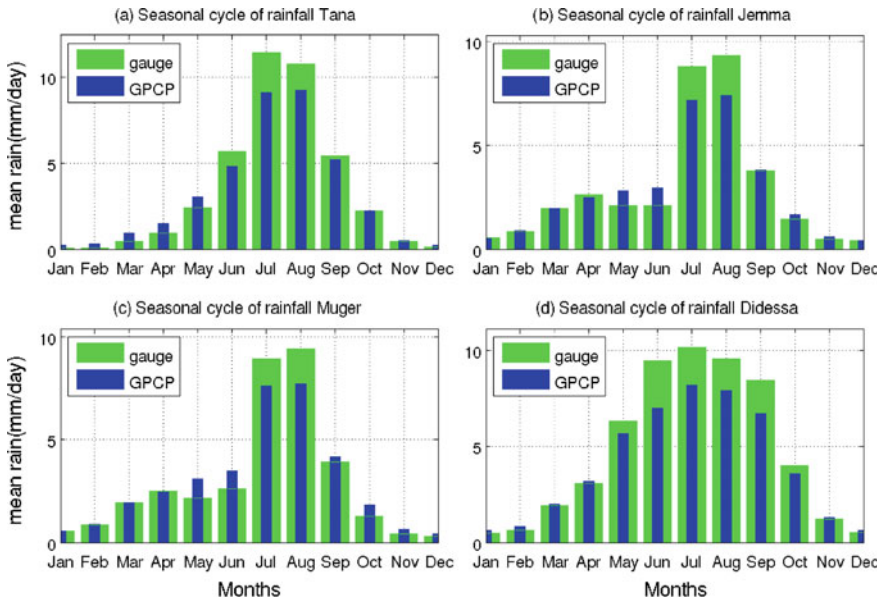 (a) Seasonal cycle of rainfall Tana
mean rain(mm/day)
10
5
0
gauge
GPCP
Jan Feb Mar Apr May Jun Jul Aug Sep Oct Nov Dec
(b) Seasonal cycle of rainfall Jemma
10
5
0
gauge
GPCP
Jan Feb Mar Apr May Jun Jul Aug Sep Oct Nov Dec
(c) Seasonal cycle of rainfall Muger
mean rain(mm/day)
10
5
0
gauge
GPCP
Jan Feb Mar Apr May Jun Jul Aug Sep Oct Nov Dec
Months
(d) Seasonal cycle of rainfall Didessa
10
5
0
gauge
GPCP
Jan Feb Mar Apr May Jun Jul Aug Sep Oct Nov Dec
Months